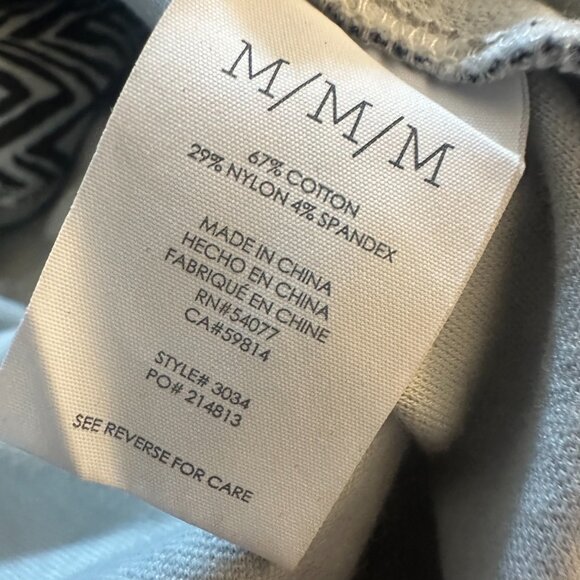 M/M/M
67% COTTON
29% NYLON 4% SPANDEX
MADE IN CHINA
HECHO EN CHINA
FABRIQUÉ EN CHINE
RN#54077
CA#59814
STYLE# 3034
PO# 214813
SEE REVERSE FOR CARE